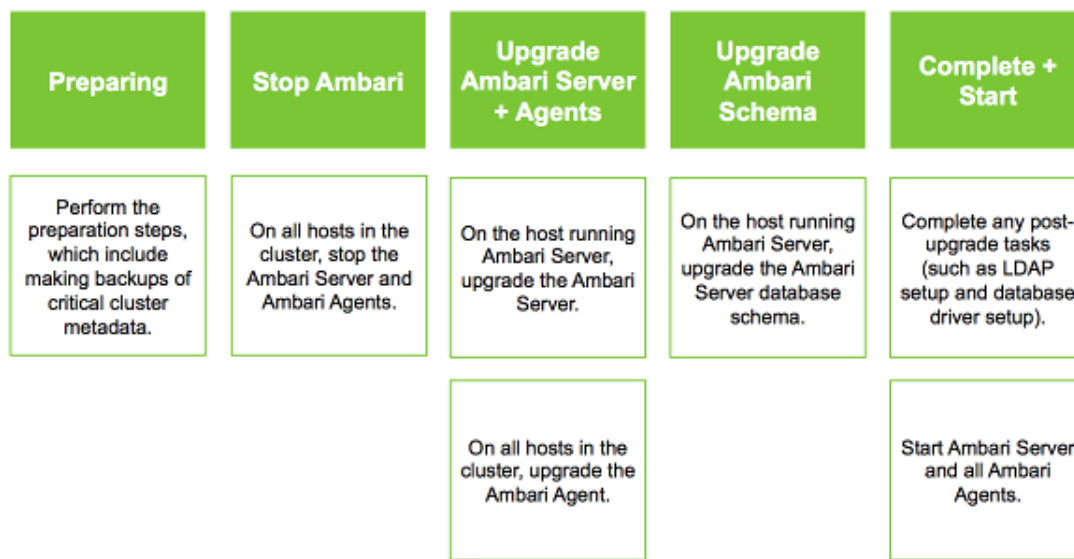 Preparing
Stop Ambari
Upgrade
Ambari Server
+ Agents
Upgrade
Ambari
Schema
Complete +
Start
Perform the
preparation steps,
which include
making backups of
critical cluster
metadata.
On all hosts in the
cluster, stop the
Ambari Server and
Ambari Agents.
On the host running
Ambari Server,
upgrade the Ambari
Server.
On the host running
Ambari Server,
upgrade the Ambari
Server database
schema.
Complete any post-
upgrade tasks
(such as LDAP
setup and database
driver setup).
On all hosts in the
cluster, upgrade the
Ambari Agent.
Start Ambari Server
and all Ambari
Agents.